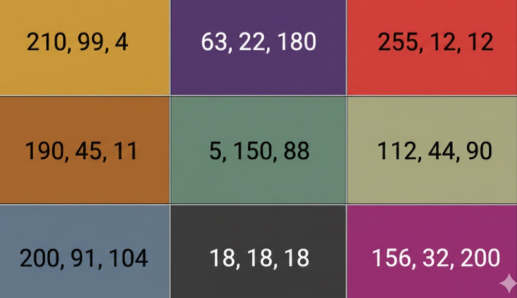 210, 99, 4
63, 22, 180
255, 12, 12
190, 45, 11
5, 150, 88
112, 44, 90
200, 91, 104
18, 18, 18
156, 32, 200